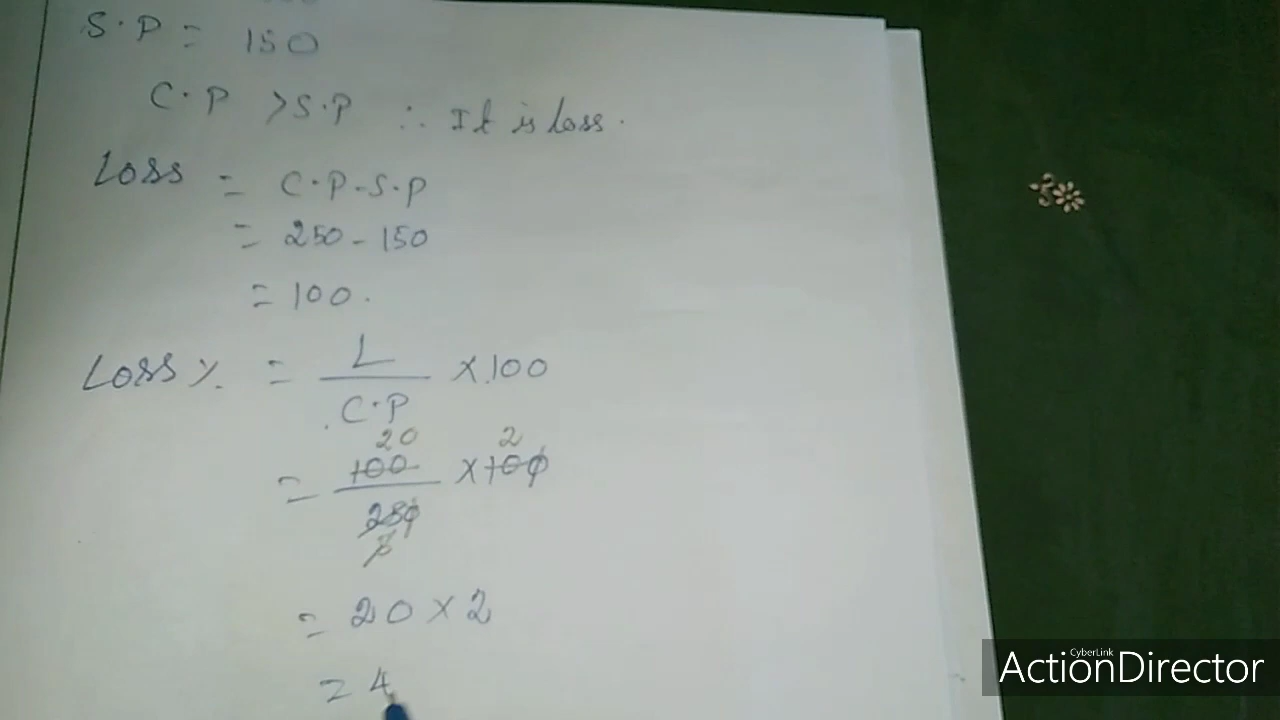 S.P = 150
C.P > S.P ∴ It is Loss.
Loss = C.P - S.P
= 250 - 150
= 100.
Loss % = L / C.P × 100
20 2
= 100 / 250 × 100
5
= 20 × 2
= 4
CyberLink
ActionDirector